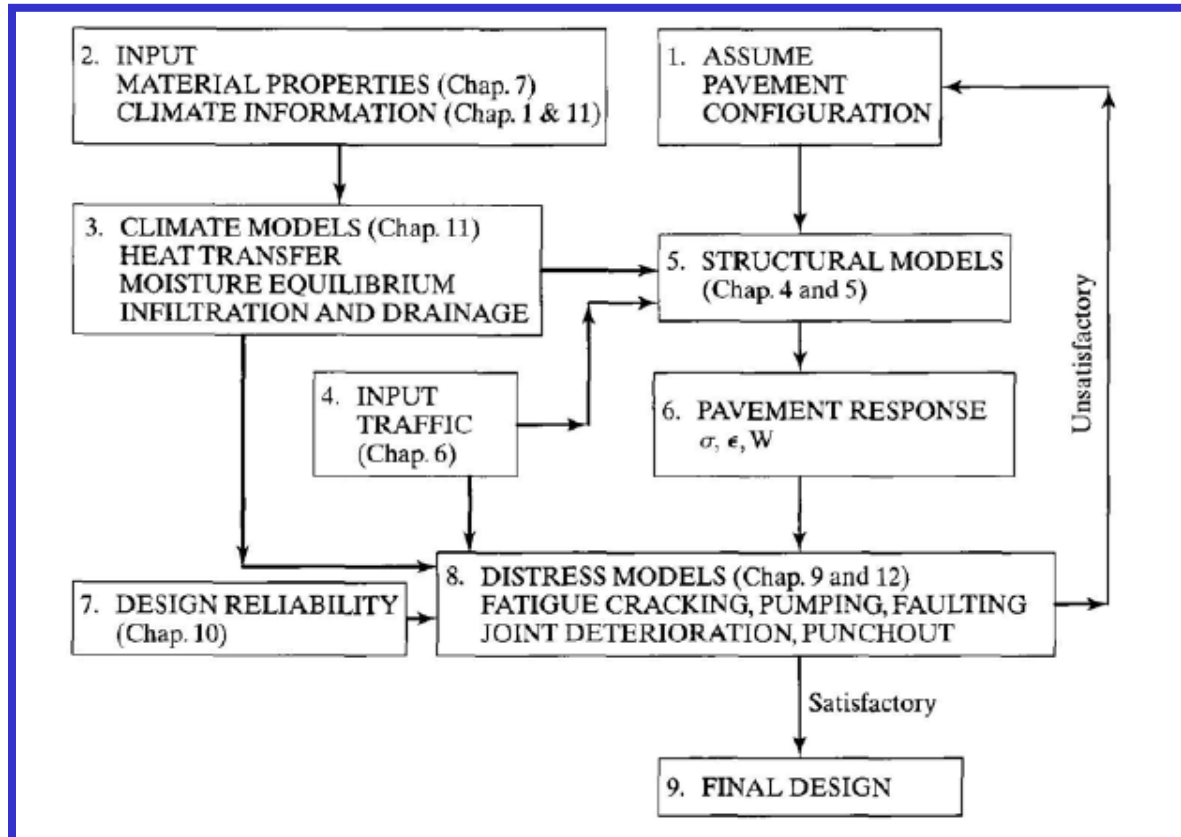 2. INPUT
MATERIAL PROPERTIES (Chap. 7)
CLIMATE INFORMATION (Chap. 1 & 11)
1. ASSUME
PAVEMENT
CONFIGURATION
3. CLIMATE MODELS (Chap. 11)
HEAT TRANSFER
MOISTURE EQUILIBRIUM
INFILTRATION AND DRAINAGE
5. STRUCTURAL MODELS
(Chap. 4 and 5)
4. INPUT
TRAFFIC
(Chap. 6)
6. PAVEMENT RESPONSE
σ, ϵ, W
Unsatisfactory
7. DESIGN RELIABILITY
(Chap. 10)
8. DISTRESS MODELS (Chap. 9 and 12)
FATIGUE CRACKING, PUMPING, FAULTING
JOINT DETERIORATION, PUNCHOUT
Satisfactory
9. FINAL DESIGN